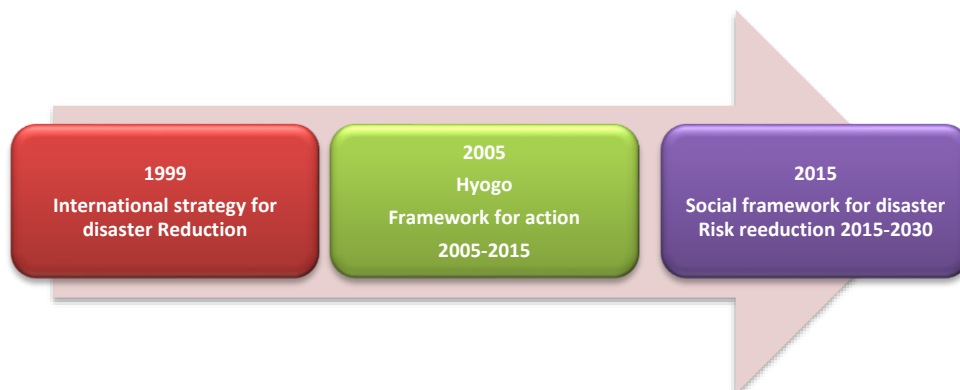 1999
International strategy for
disaster Reduction
2005
Hyogo
Framework for action
2005-2015
2015
Social framework for disaster
Risk reeduction 2015-2030